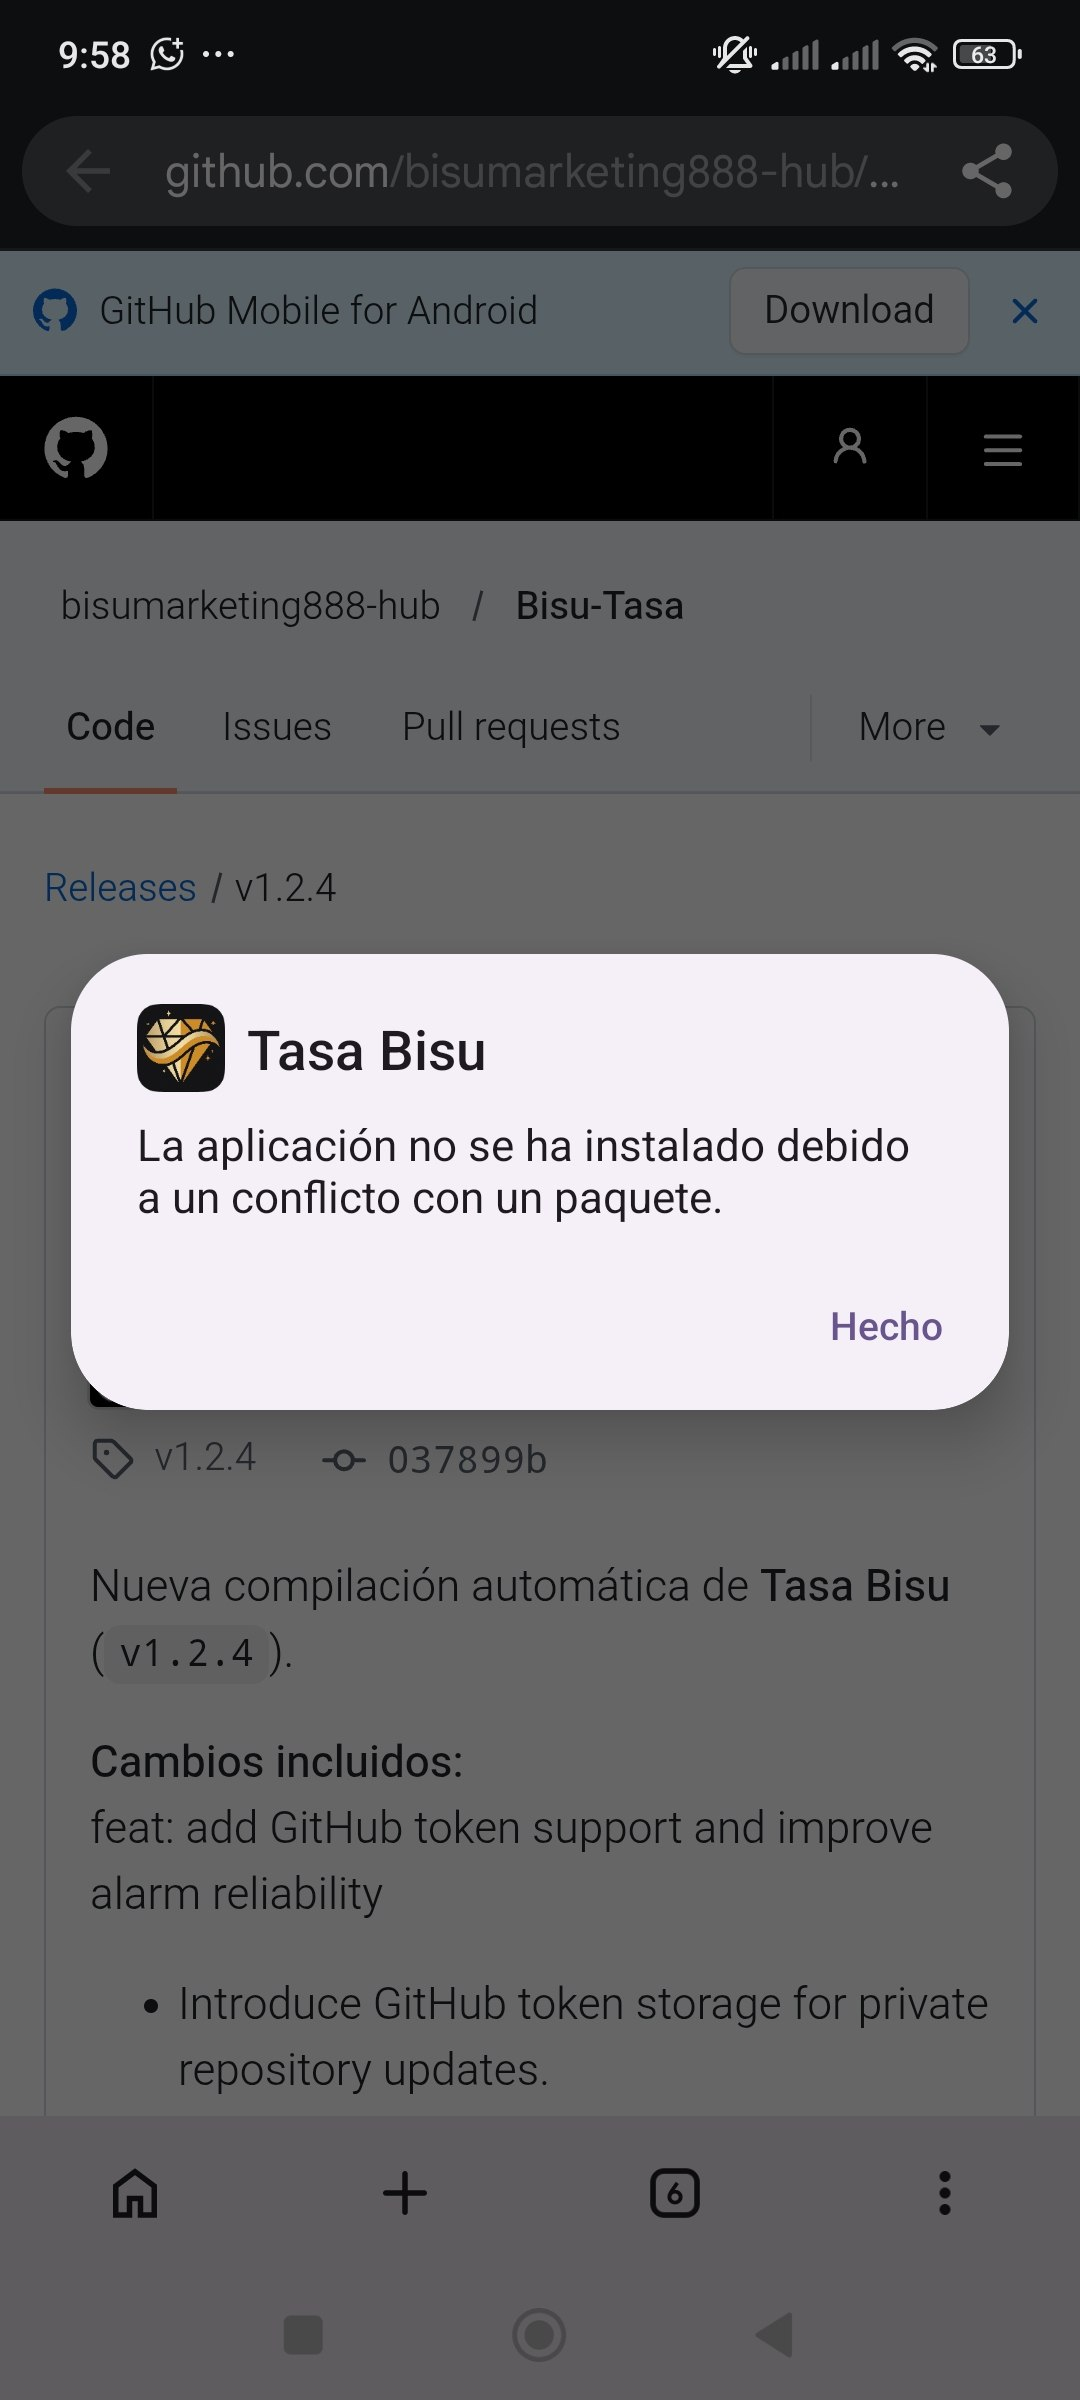 9:58
63
github.com/bisumarketing888-hub/...
GitHub Mobile for Android
Download
bisumarketing888-hub / Bisu-Tasa
Code
Issues
Pull requests
More
Releases / v1.2.4
Tasa Bisu
La aplicación no se ha instalado debido
a un conflicto con un paquete.
Hecho
v1.2.4
037899b
Nueva compilación automática de Tasa Bisu
(v1.2.4).
Cambios incluidos:
feat: add GitHub token support and improve
alarm reliability
• Introduce GitHub token storage for private
repository updates.
6